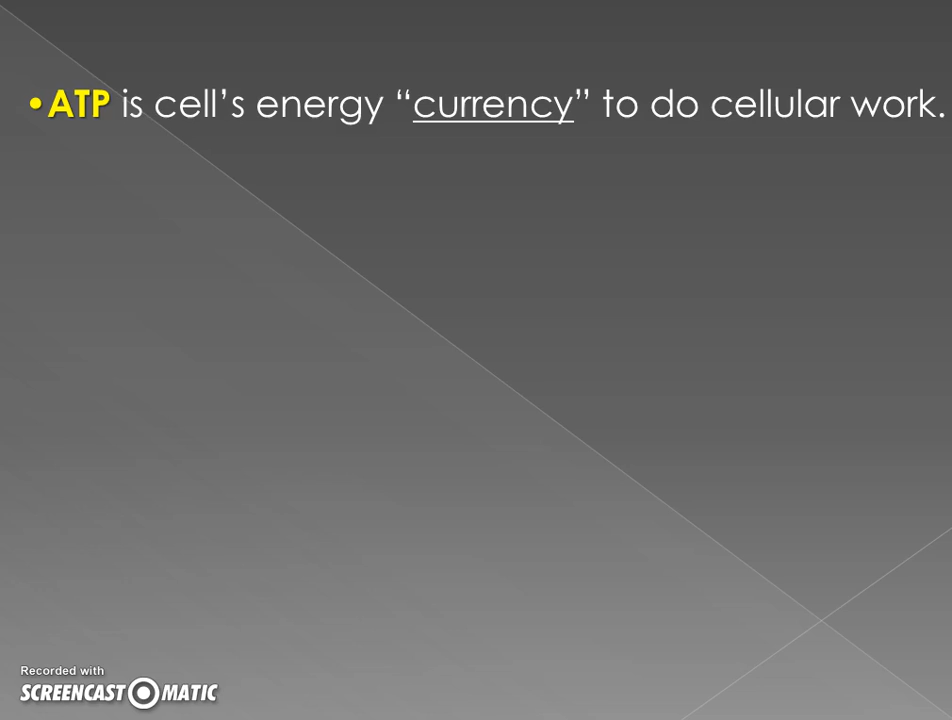 •ATP is cell’s energy “currency” to do cellular work.
Recorded with
SCREENCAST MATIC